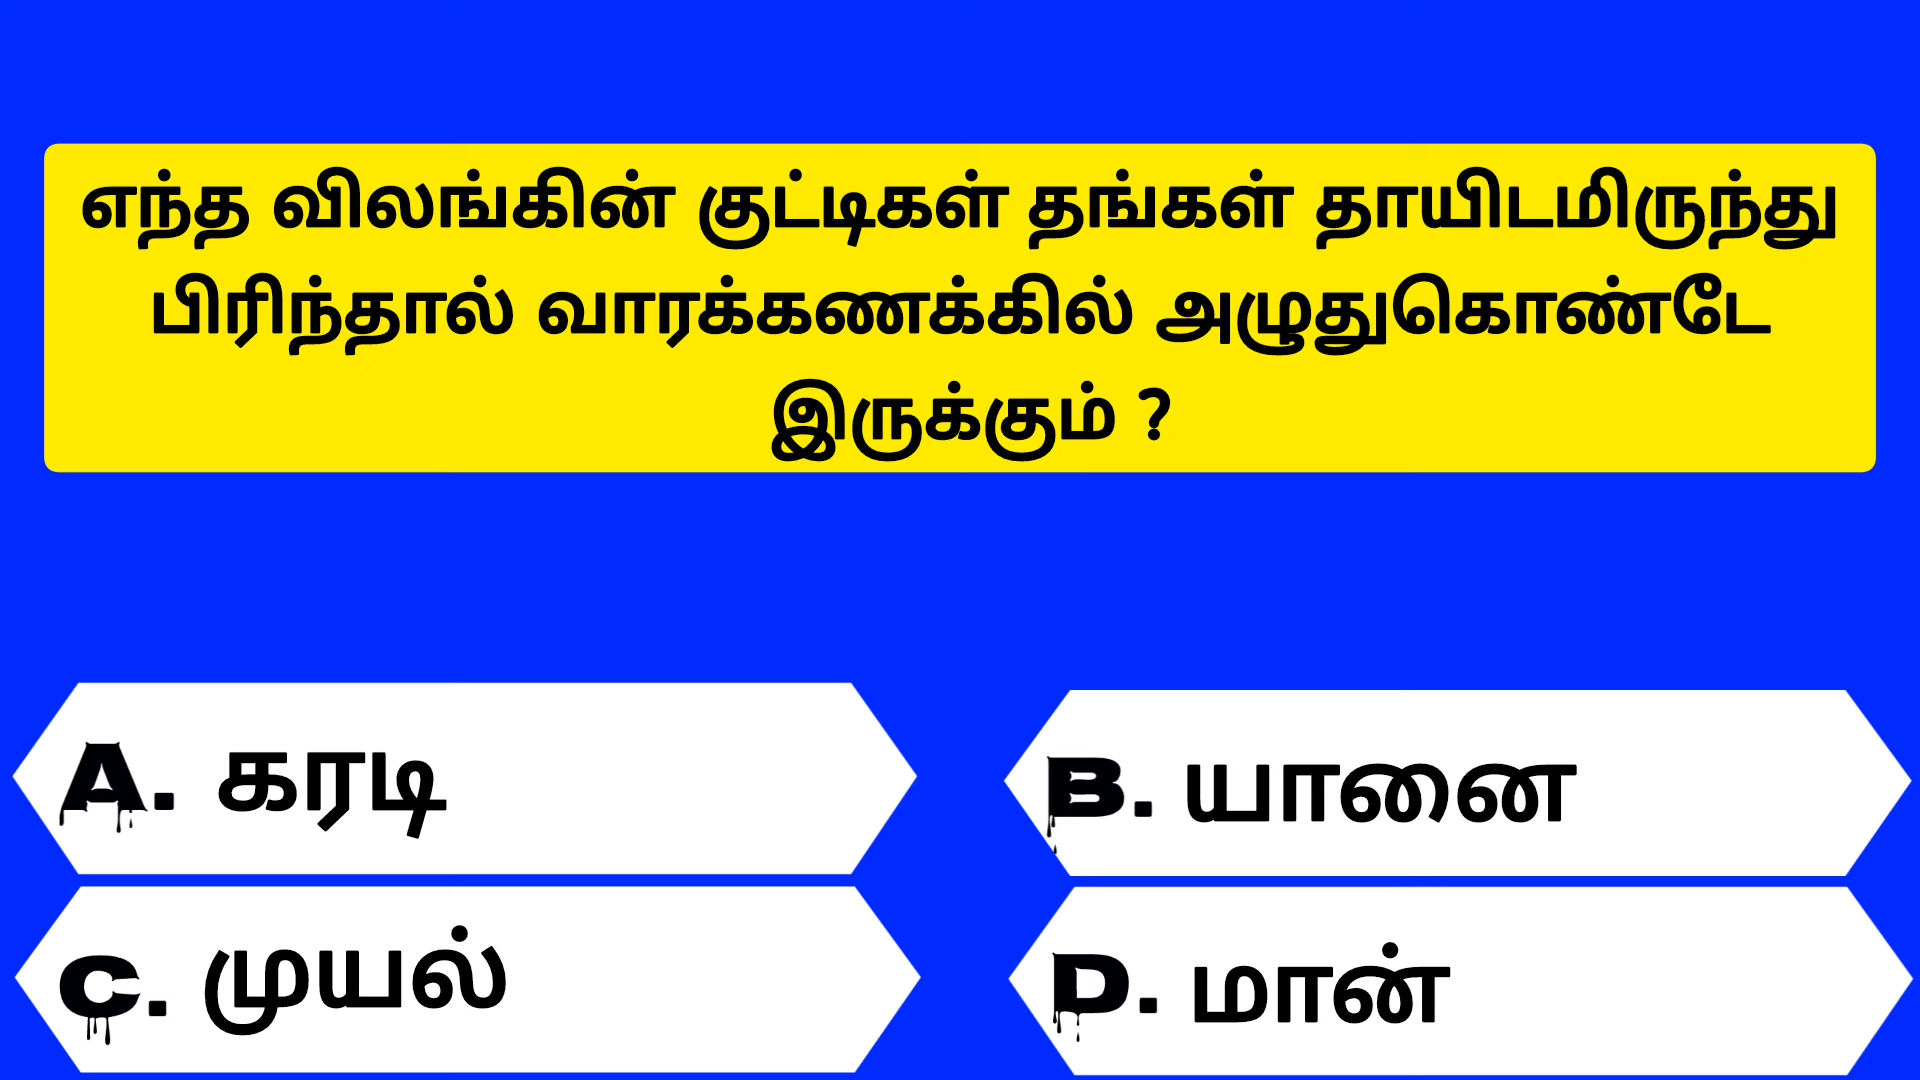 எந்த விலங்கின் குட்டிகள் தங்கள் தாயிடமிருந்து
பிரிந்தால் வாரக்கணக்கில் அழுதுகொண்டே
இருக்கும் ?
A. கரடி
B. யானை
C. முயல்
D. மான்